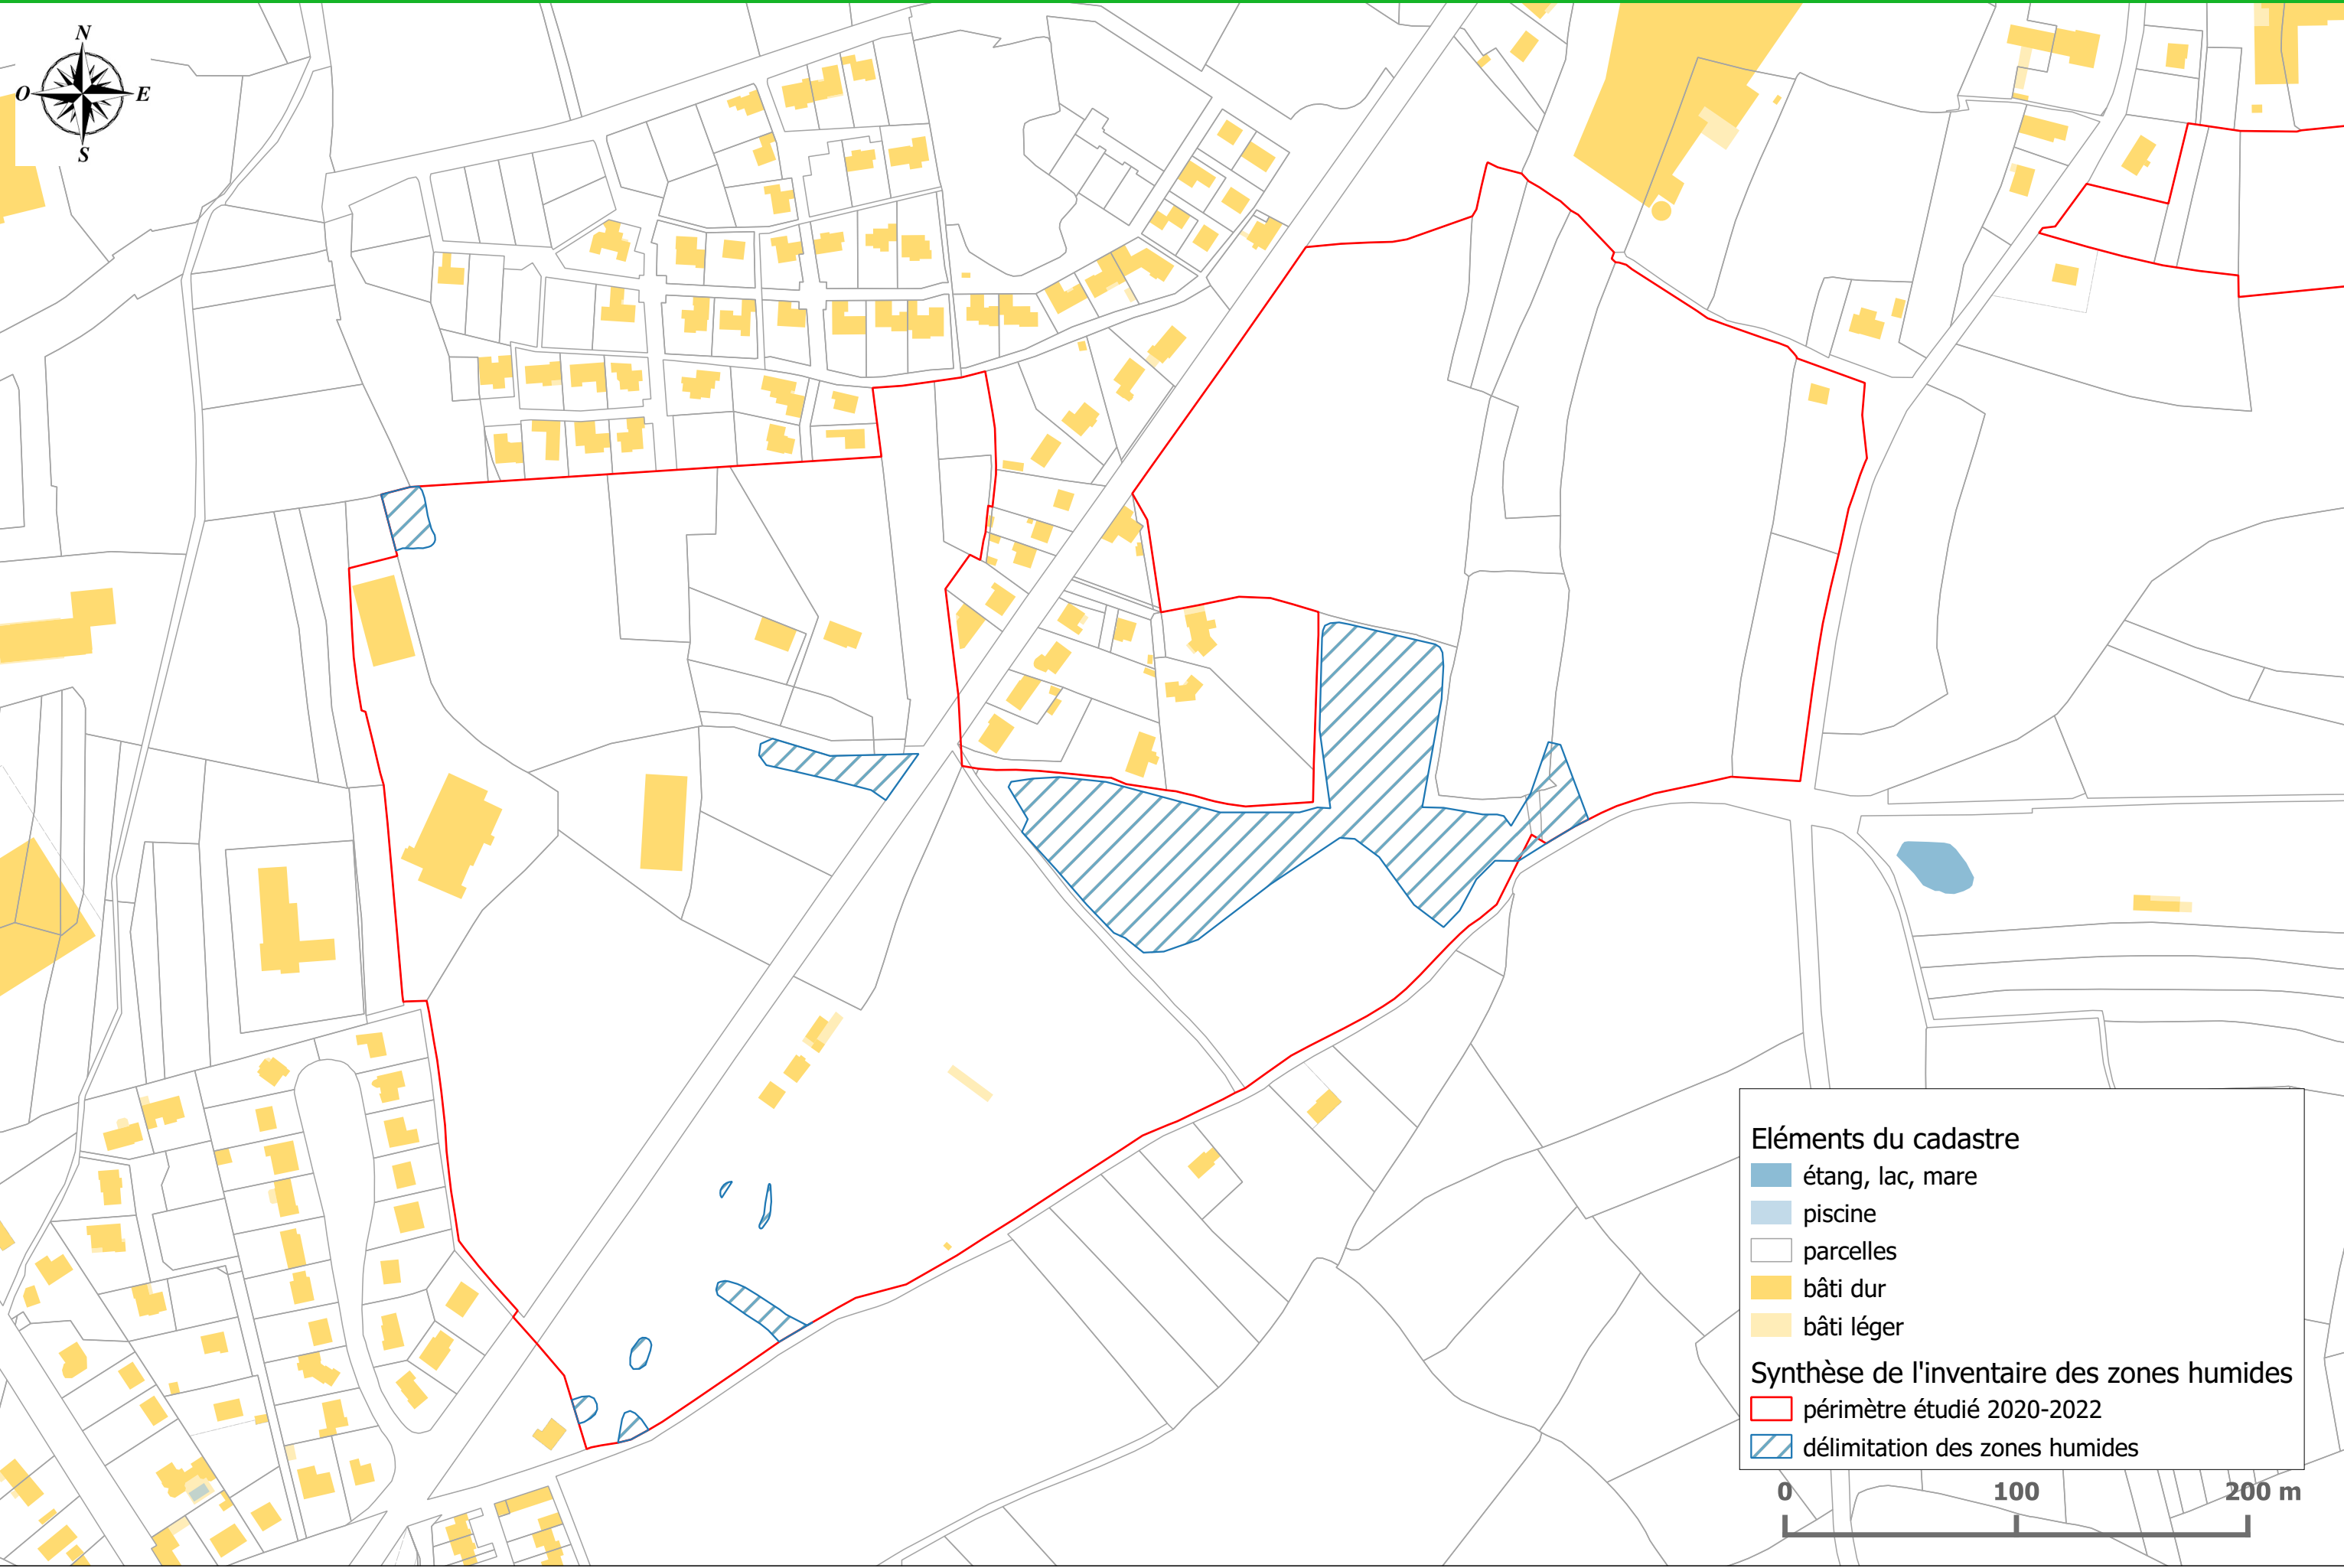 N
O E
S
Eléments du cadastre
étang, lac, mare
piscine
parcelles
bâti dur
bâti léger
Synthèse de l'inventaire des zones humides
périmètre étudié 2020-2022
délimitation des zones humides
0 100 200 m